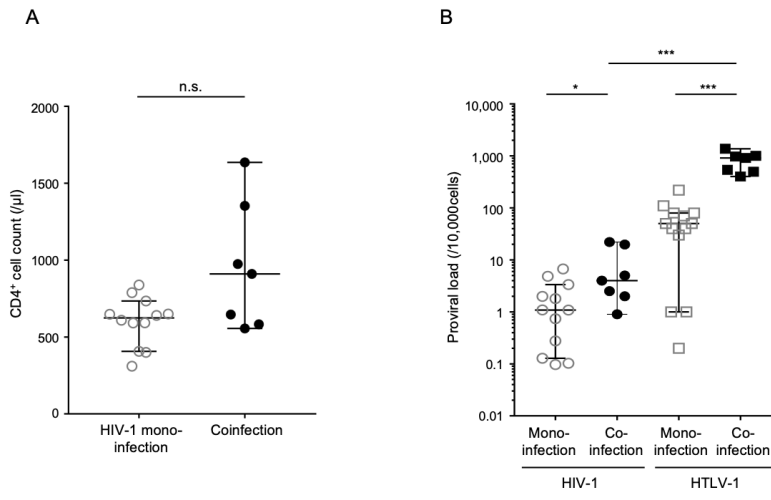 A
n.s.
2000
1500
1000
500
0
CD4⁺ cell count (/μl)
HIV-1 mono-
infection
Coinfection
B
***
*
***
10,000
1,000
100
10
1
0.1
0.01
Proviral load (/10,000cells)
Mono-
infection
Co-
infection
Mono-
infection
Co-
infection
HIV-1
HTLV-1